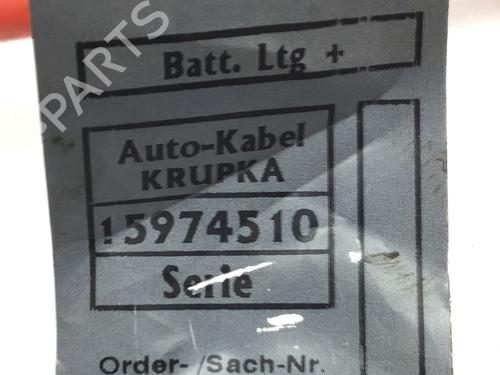 Batt. Ltg +
Auto-Kabel
KRUPKA
15974510
Serie
Order- /Sach-Nr.
PARTS